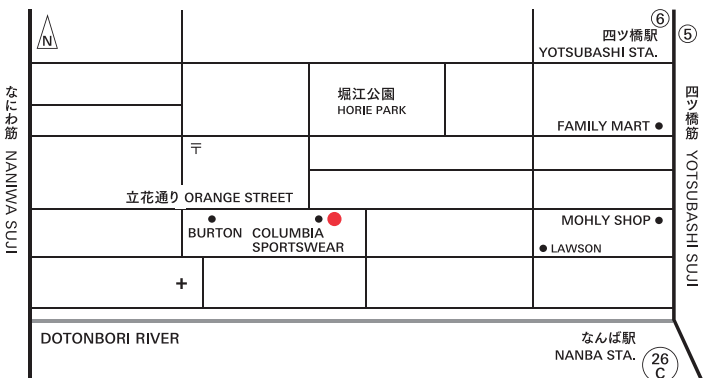 N
⑥
四ツ橋駅
YOTSUBASHI STA.
⑤
なにわ筋 NANIWA SUJI
堀江公園
HORIE PARK
FAMILY MART
四ツ橋筋 YOTSUBASHI SUJI
〒
立花通り ORANGE STREET
BURTON
COLUMBIA
SPORTSWEAR
MOHLY SHOP
LAWSON
DOTONBORI RIVER
なんば駅
NANBA STA.
26
C